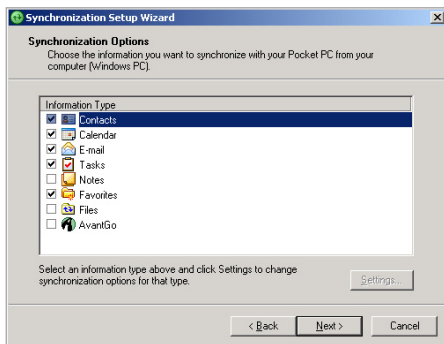 Synchronization Setup Wizard
Synchronization Options
Choose the information you want to synchronize with your Pocket PC from your
computer (Windows PC).
Information Type
Contacts
Calendar
E-mail
Tasks
Notes
Favorites
Files
AvantGo
Select an information type above and click Settings to change
synchronization options for that type.
Settings...
< Back
Next >
Cancel